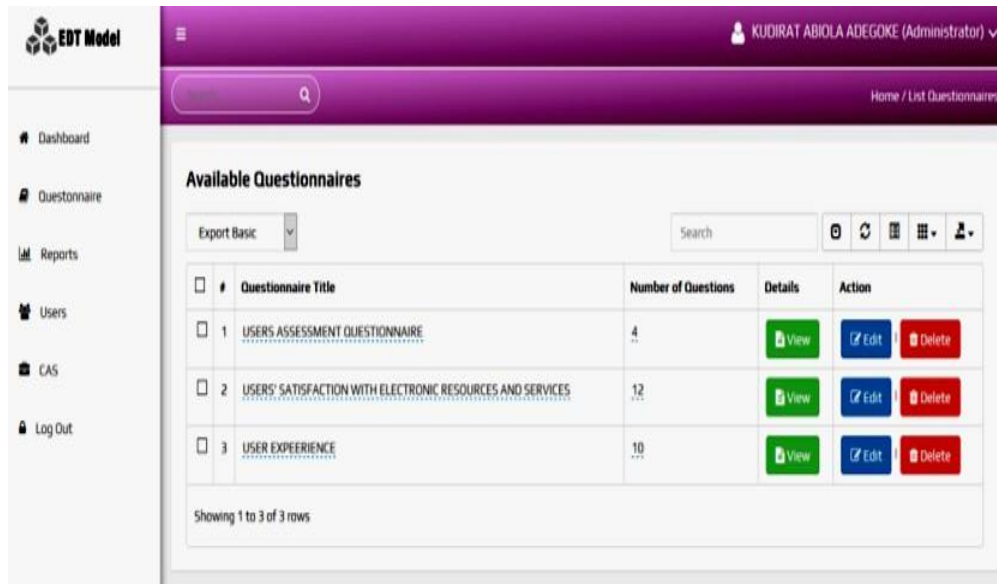 EDT Model
KUDIRAT ABIOLA ADEGOKE (Administrator)
Search
Home / List Questionnaires
Dashboard
Questonnaire
Reports
Users
CAS
Log Out
Available Questionnaires
Export Basic
Search
# Questionnaire Title Number of Questions Details Action
1 USERS ASSESSMENT QUESTIONNAIRE 4 View Edit | Delete
2 USERS' SATISFACTION WITH ELECTRONIC RESOURCES AND SERVICES 12 View Edit | Delete
3 USER EXPEERIENCE 10 View Edit | Delete
Showing 1 to 3 of 3 rows